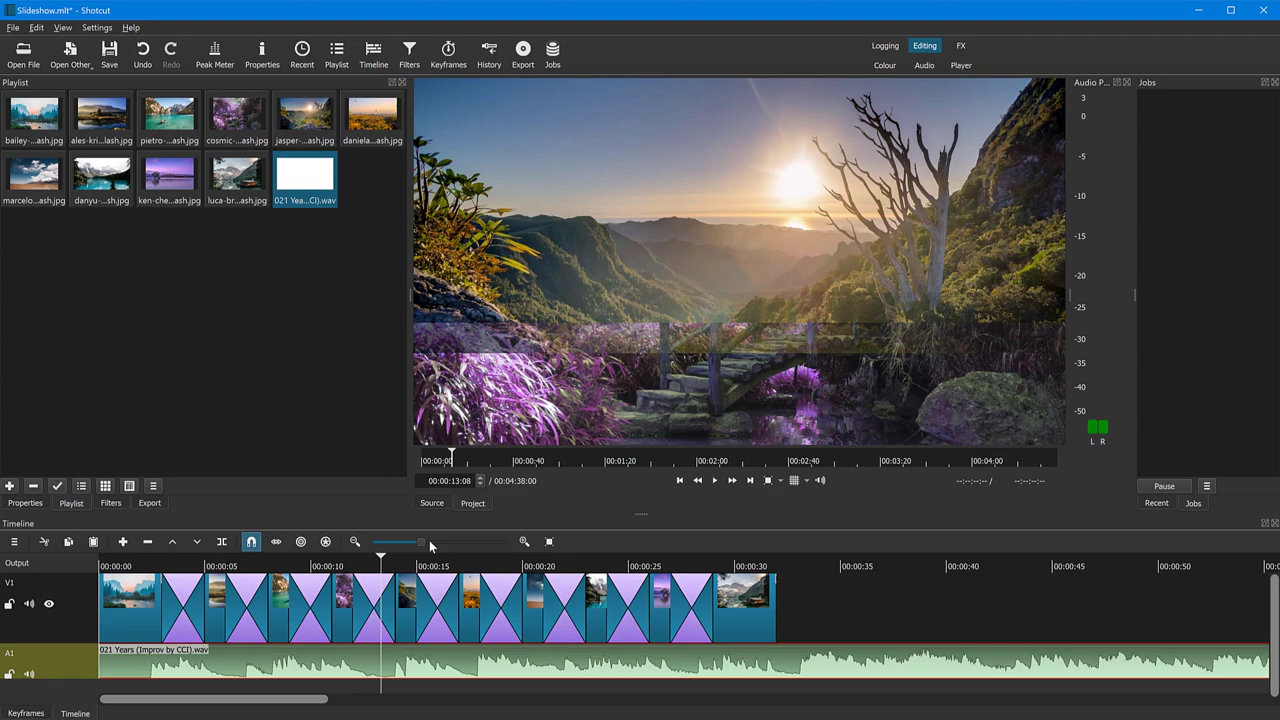 Slideshow.mlt* - Shotcut
File Edit View Settings Help
Open File Open Other.. Save Undo Redo Peak Meter Properties Recent Playlist Timeline Filters Keyframes History Export Jobs
Logging Editing FX
Colour Audio Player
Playlist
Audio P...
Jobs
bailey-...ash.jpg ales-kri...lash.jpg pietro-...ash.jpg cosmic-...ash.jpg jasper-...ash.jpg daniela...ash.jpg
marcelo...ash.jpg danyu-...sh.jpg ken-che...ash.jpg luca-br...ash.jpg 021 Yea...CI).wav
3
0
-5
-10
-15
-20
-25
-30
-35
-40
-50
L R
00:00:00 00:00:40 00:01:20 00:02:00 00:02:40 00:03:20 00:04:00
00:00:13:08 / 00:04:38:00 --:--:--:-- / --:--:--:--
Pause
Properties Playlist Filters Export
Source Project
Recent Jobs
Timeline
Output
00:00:00 00:00:05 00:00:10 00:00:15 00:00:20 00:00:25 00:00:30 00:00:35 00:00:40 00:00:45 00:00:50
V1
A1
021 Years (Improv by CCI).wav
Keyframes Timeline